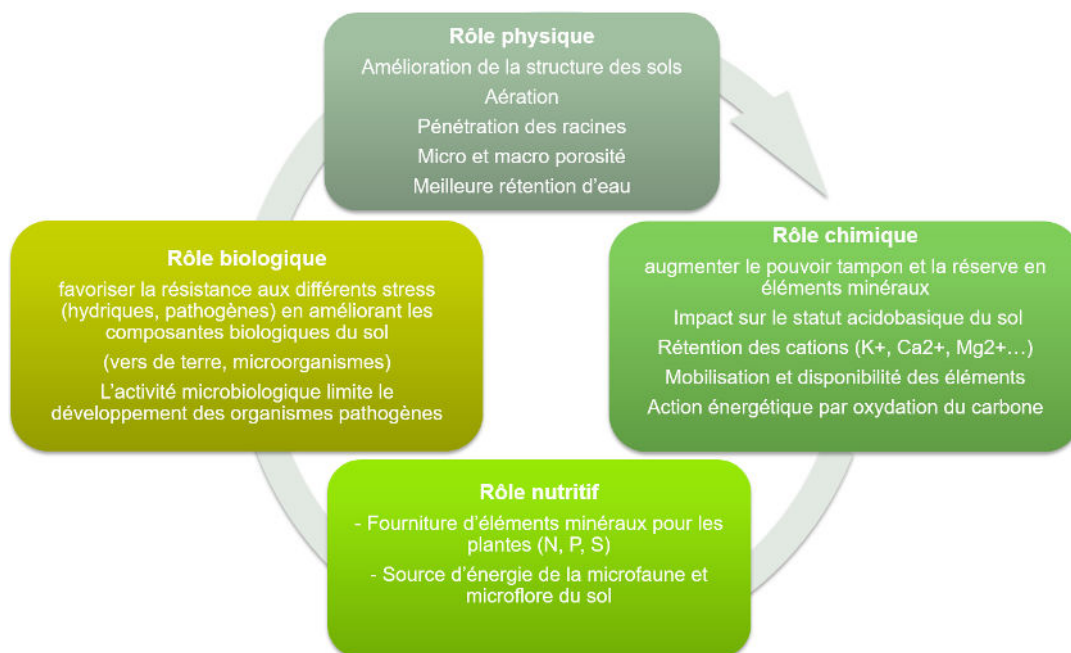 Rôle physique
Amélioration de la structure des sols
Aération
Pénétration des racines
Micro et macro porosité
Meilleure rétention d'eau
Rôle biologique
favoriser la résistance aux différents stress
(hydriques, pathogènes) en améliorant les
composantes biologiques du sol
(vers de terre, microorganismes)
L'activité microbiologique limite le
développement des organismes pathogènes
Rôle chimique
augmenter le pouvoir tampon et la réserve en
éléments minéraux
Impact sur le statut acidobasique du sol
Rétention des cations (K+, Ca2+, Mg2+…)
Mobilisation et disponibilité des éléments
Action énergétique par oxydation du carbone
Rôle nutritif
- Fourniture d'éléments minéraux pour les
plantes (N, P, S)
- Source d'énergie de la microfaune et
microflore du sol